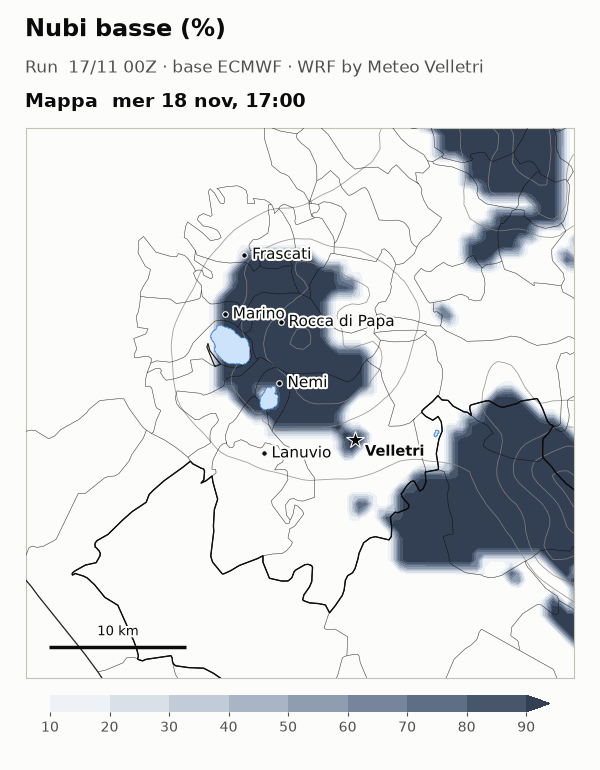 Nubi basse (%)
Run  17/11 00Z · base ECMWF · WRF by Meteo Velletri
Mappa  mer 18 nov, 17:00
Frascati
Marino
Rocca di Papa
Nemi
Velletri
Lanuvio
10 km
10 20 30 40 50 60 70 80 90